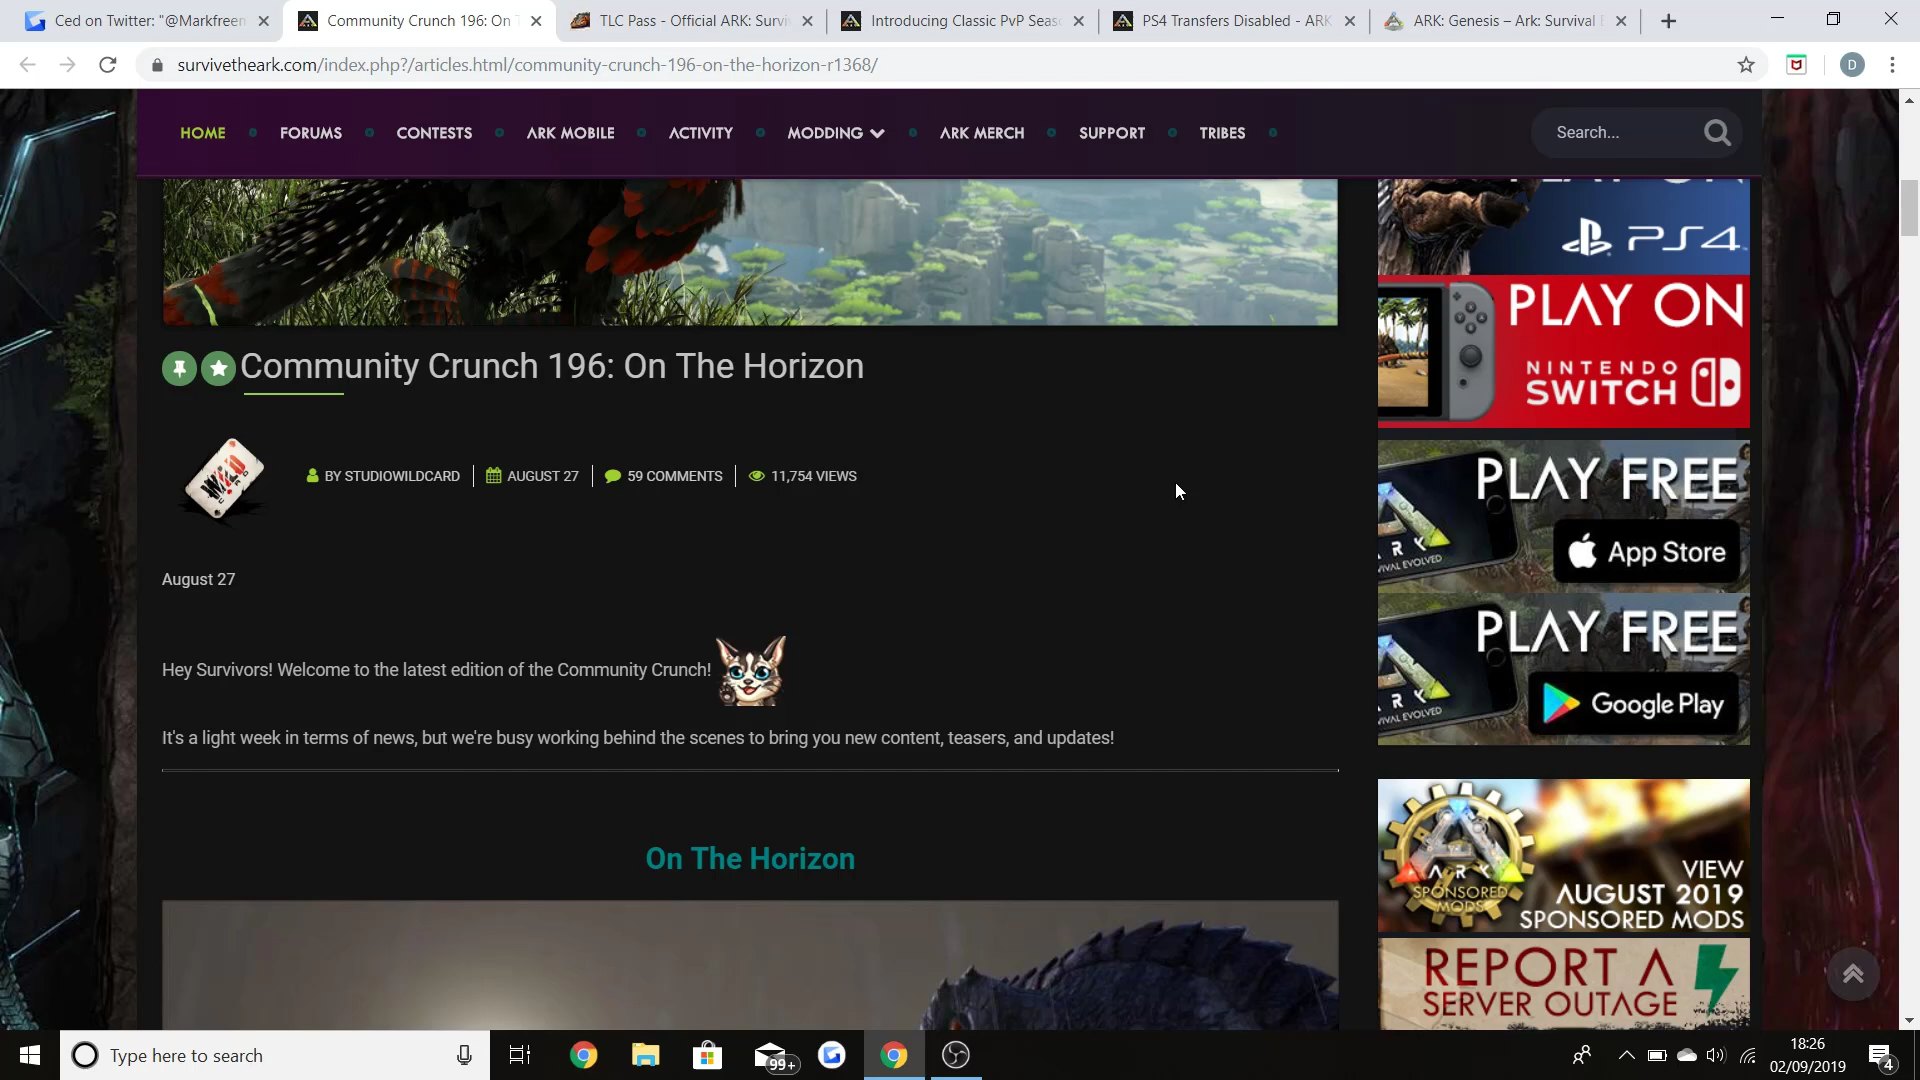 Ced on Twitter: "@Markfreem
Community Crunch 196: On T
TLC Pass - Official ARK: Surviv
Introducing Classic PvP Seaso
PS4 Transfers Disabled - ARK
ARK: Genesis – Ark: Survival E
survivetheark.com/index.php?/articles.html/community-crunch-196-on-the-horizon-r1368/
D
HOME
FORUMS
CONTESTS
ARK MOBILE
ACTIVITY
MODDING
ARK MERCH
SUPPORT
TRIBES
Search...
PS4
PLAY ON
NINTENDO
SWITCH
Community Crunch 196: On The Horizon
BY STUDIOWILDCARD
AUGUST 27
59 COMMENTS
11,754 VIEWS
PLAY FREE
App Store
August 27
PLAY FREE
Google Play
Hey Survivors! Welcome to the latest edition of the Community Crunch!
It's a light week in terms of news, but we're busy working behind the scenes to bring you new content, teasers, and updates!
On The Horizon
ARK
SPONSORED
MODS
VIEW
AUGUST 2019
SPONSORED MODS
REPORT A
SERVER OUTAGE
Type here to search
99+
18:26
02/09/2019
4